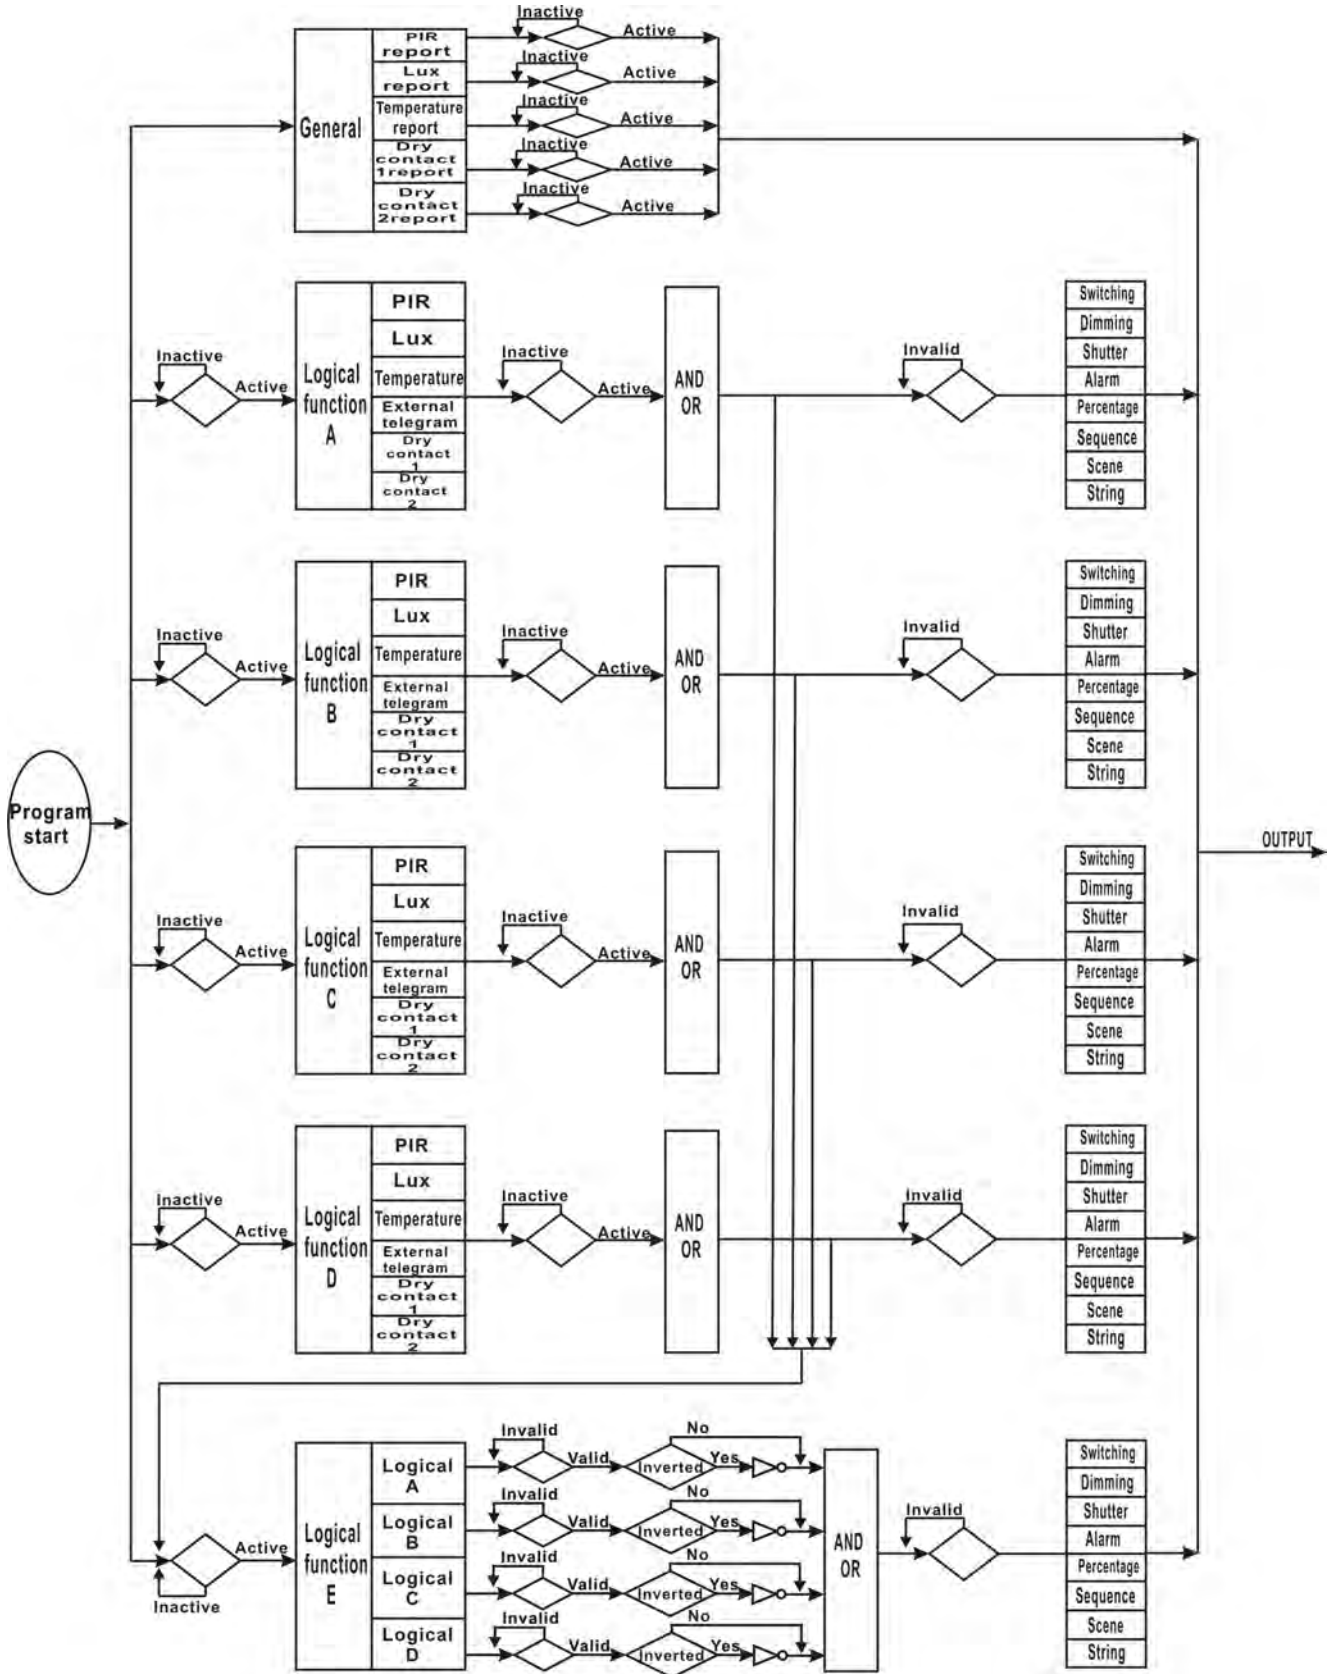 Program
start
General
PIR
report
Lux
report
Temperature
report
Dry
contact
1report
Dry
contact
2report
Inactive
Active
Inactive
Active
Inactive
Active
Inactive
Active
Inactive
Active
Inactive
Active
Logical
function
A
PIR
Lux
Temperature
External
telegram
Dry
contact
1
Dry
contact
2
Inactive
Active
AND
OR
Invalid
Switching
Dimming
Shutter
Alarm
Percentage
Sequence
Scene
String
Inactive
Active
Logical
function
B
PIR
Lux
Temperature
External
telegram
Dry
contact
1
Dry
contact
2
Inactive
Active
AND
OR
Invalid
Switching
Dimming
Shutter
Alarm
Percentage
Sequence
Scene
String
OUTPUT
Inactive
Active
Logical
function
C
PIR
Lux
Temperature
External
telegram
Dry
contact
1
Dry
contact
2
Inactive
Active
AND
OR
Invalid
Switching
Dimming
Shutter
Alarm
Percentage
Sequence
Scene
String
Inactive
Active
Logical
function
D
PIR
Lux
Temperature
External
telegram
Dry
contact
1
Dry
contact
2
Inactive
Active
AND
OR
Invalid
Switching
Dimming
Shutter
Alarm
Percentage
Sequence
Scene
String
Active
Inactive
Logical
function
E
Logical
A
Invalid
Valid
Inverted
No
Yes
Logical
B
Invalid
Valid
Inverted
No
Yes
Logical
C
Invalid
Valid
Inverted
No
Yes
Logical
D
Invalid
Valid
Inverted
No
Yes
AND
OR
Invalid
Switching
Dimming
Shutter
Alarm
Percentage
Sequence
Scene
String